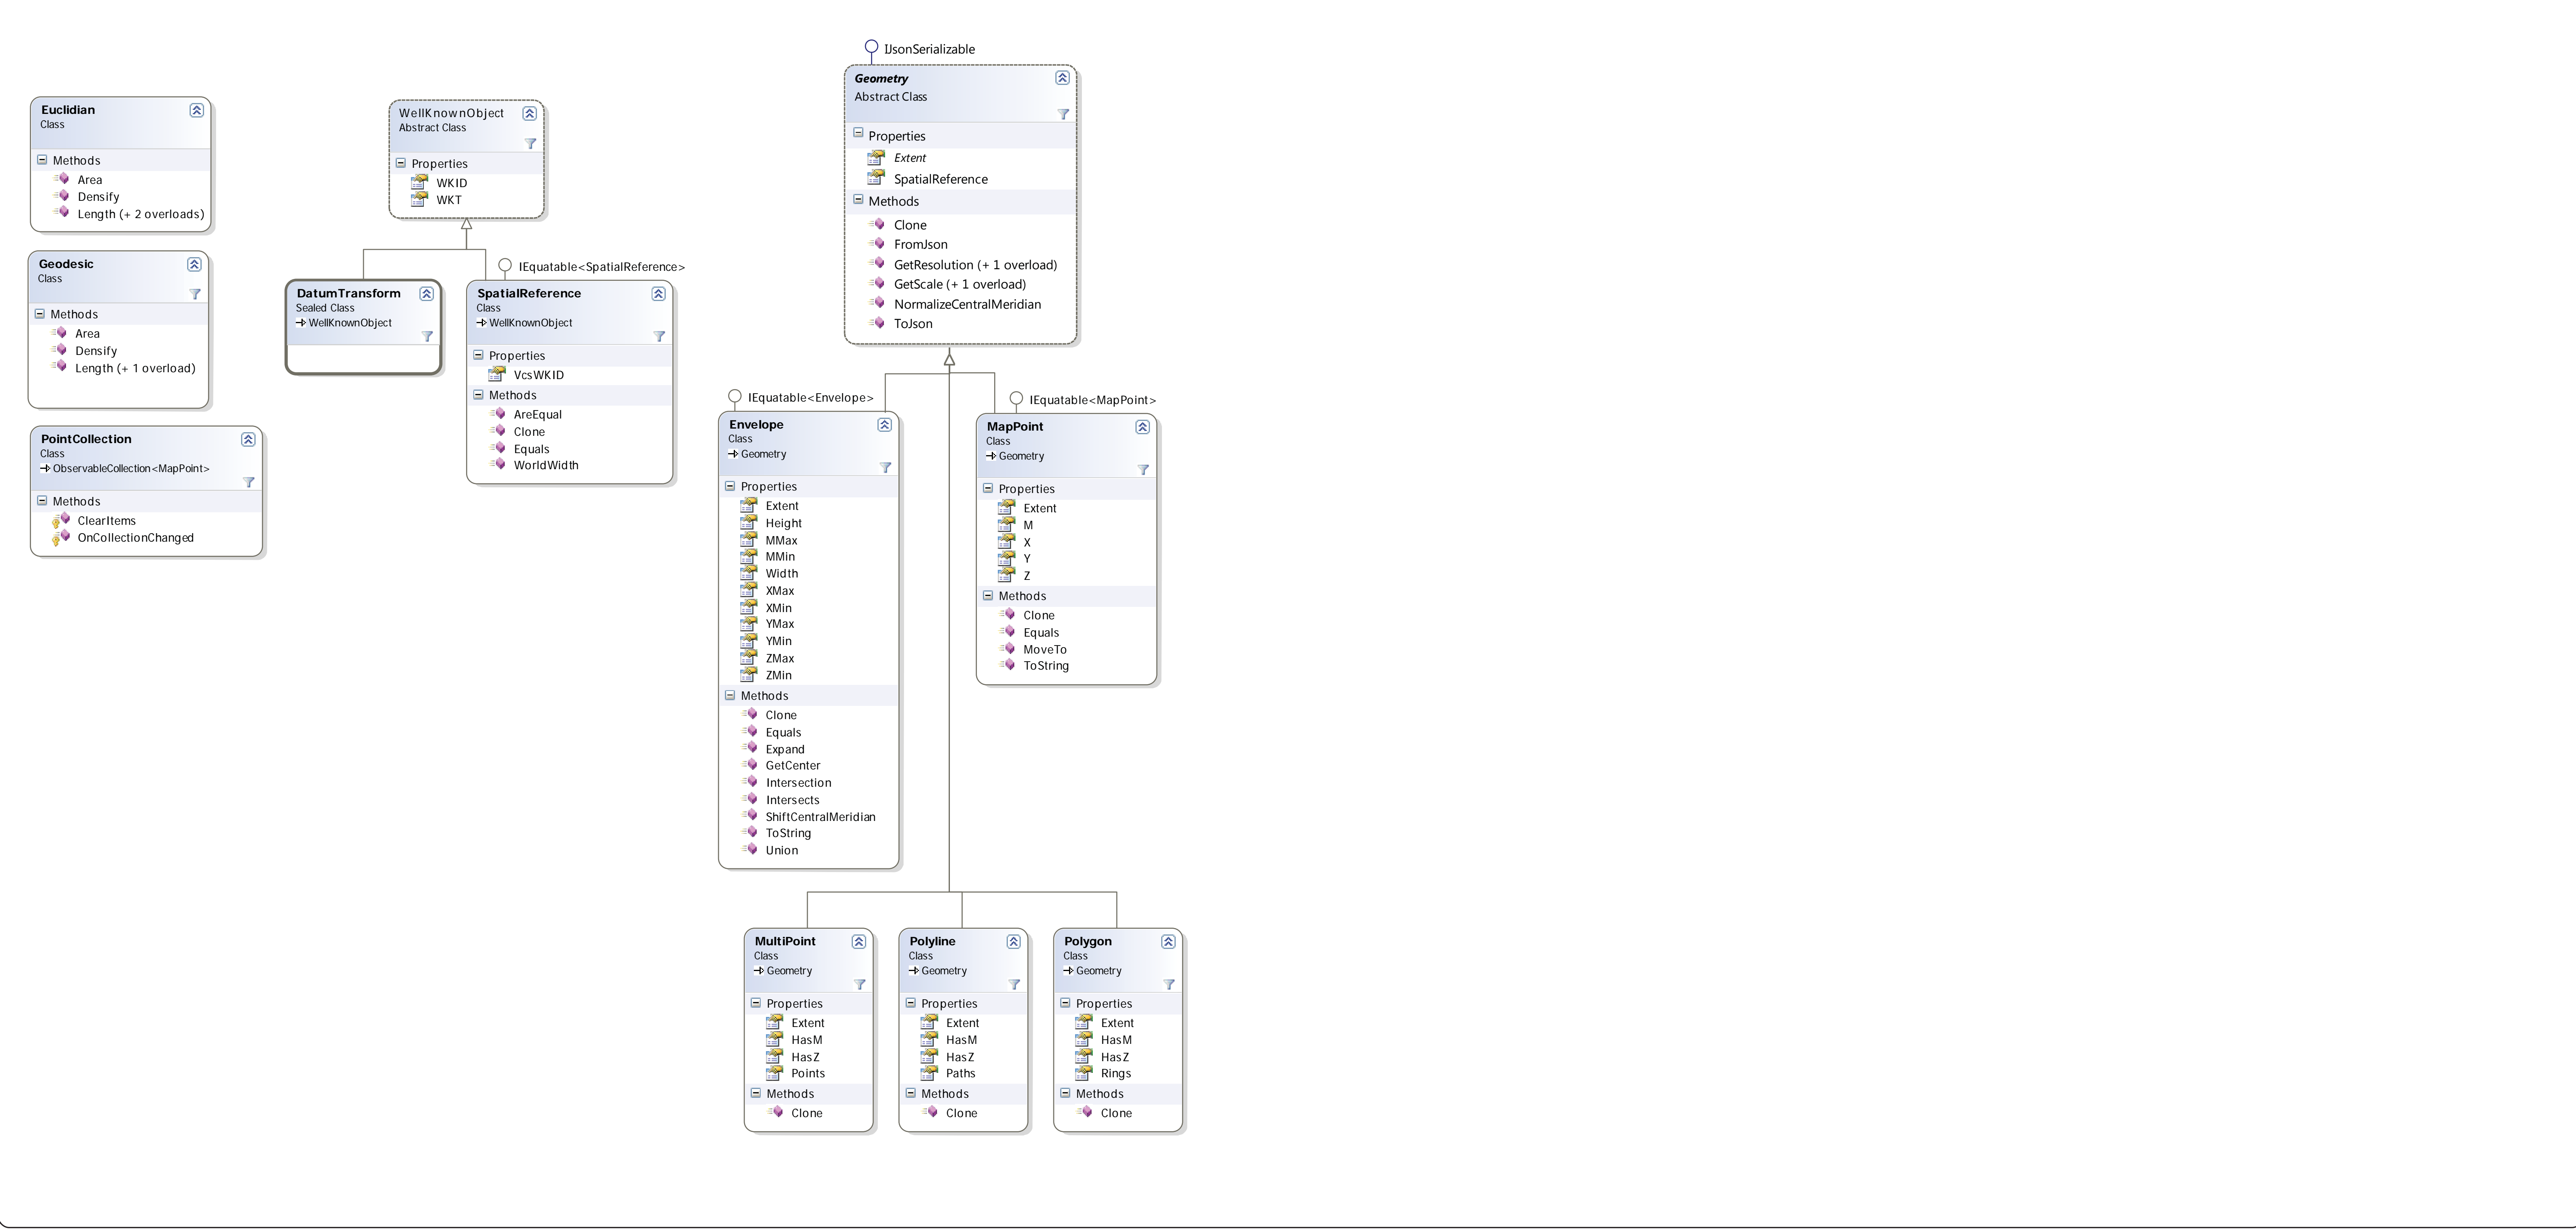 Euclidian
Class
Methods
Area
Densify
Length (+ 2 overloads)
Geodesic
Class
Methods
Area
Densify
Length (+ 1 overload)
PointCollection
Class
ObservableCollection<MapPoint>
Methods
ClearItems
OnCollectionChanged
WellKnownObject
Abstract Class
Properties
WKID
WKT
DatumTransform
Sealed Class
WellKnownObject
IEquatable<SpatialReference>
SpatialReference
Class
WellKnownObject
Properties
VcsWKID
Methods
AreEqual
Clone
Equals
WorldWidth
IJsonSerializable
Geometry
Abstract Class
Properties
Extent
SpatialReference
Methods
Clone
FromJson
GetResolution (+ 1 overload)
GetScale (+ 1 overload)
NormalizeCentralMeridian
ToJson
IEquatable<Envelope>
Envelope
Class
Geometry
Properties
Extent
Height
MMax
MMin
Width
XMax
XMin
YMax
YMin
ZMax
ZMin
Methods
Clone
Equals
Expand
GetCenter
Intersection
Intersects
ShiftCentralMeridian
ToString
Union
IEquatable<MapPoint>
MapPoint
Class
Geometry
Properties
Extent
M
X
Y
Z
Methods
Clone
Equals
MoveTo
ToString
MultiPoint
Class
Geometry
Properties
Extent
HasM
HasZ
Points
Methods
Clone
Polyline
Class
Geometry
Properties
Extent
HasM
HasZ
Paths
Methods
Clone
Polygon
Class
Geometry
Properties
Extent
HasM
HasZ
Rings
Methods
Clone